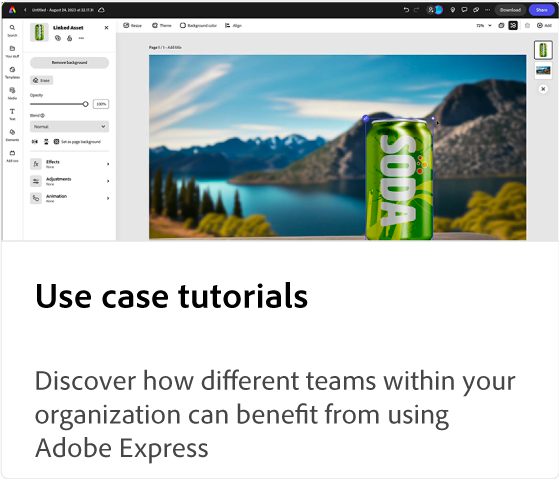 Untitled - August 24, 2023 at 22.17.31
Download
Share
Linked Asset
Resize
Theme
Background color
Align
72%
Add
Search
Your stuff
Templates
Media
Text
Elements
Add-ons
Remove background
Erase
Opacity
100%
Blend
Normal
Set as page background
Effects
None
Adjustments
None
Animation
None
Page 1 / 1 - Add title
SODA
Use case tutorials
Discover how different teams within your
organization can benefit from using
Adobe Express